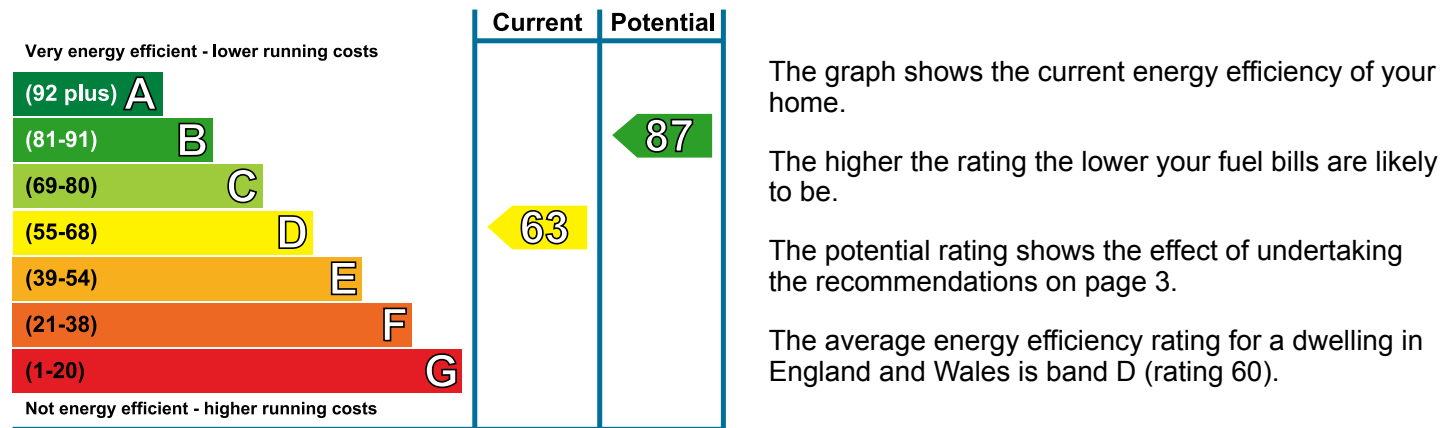 Current Potential
Very energy efficient - lower running costs
(92 plus) A
(81-91) B
87
(69-80) C
(55-68) D
63
(39-54) E
(21-38) F
(1-20) G
Not energy efficient - higher running costs
The graph shows the current energy efficiency of your
home.
The higher the rating the lower your fuel bills are likely
to be.
The potential rating shows the effect of undertaking
the recommendations on page 3.
The average energy efficiency rating for a dwelling in
England and Wales is band D (rating 60).